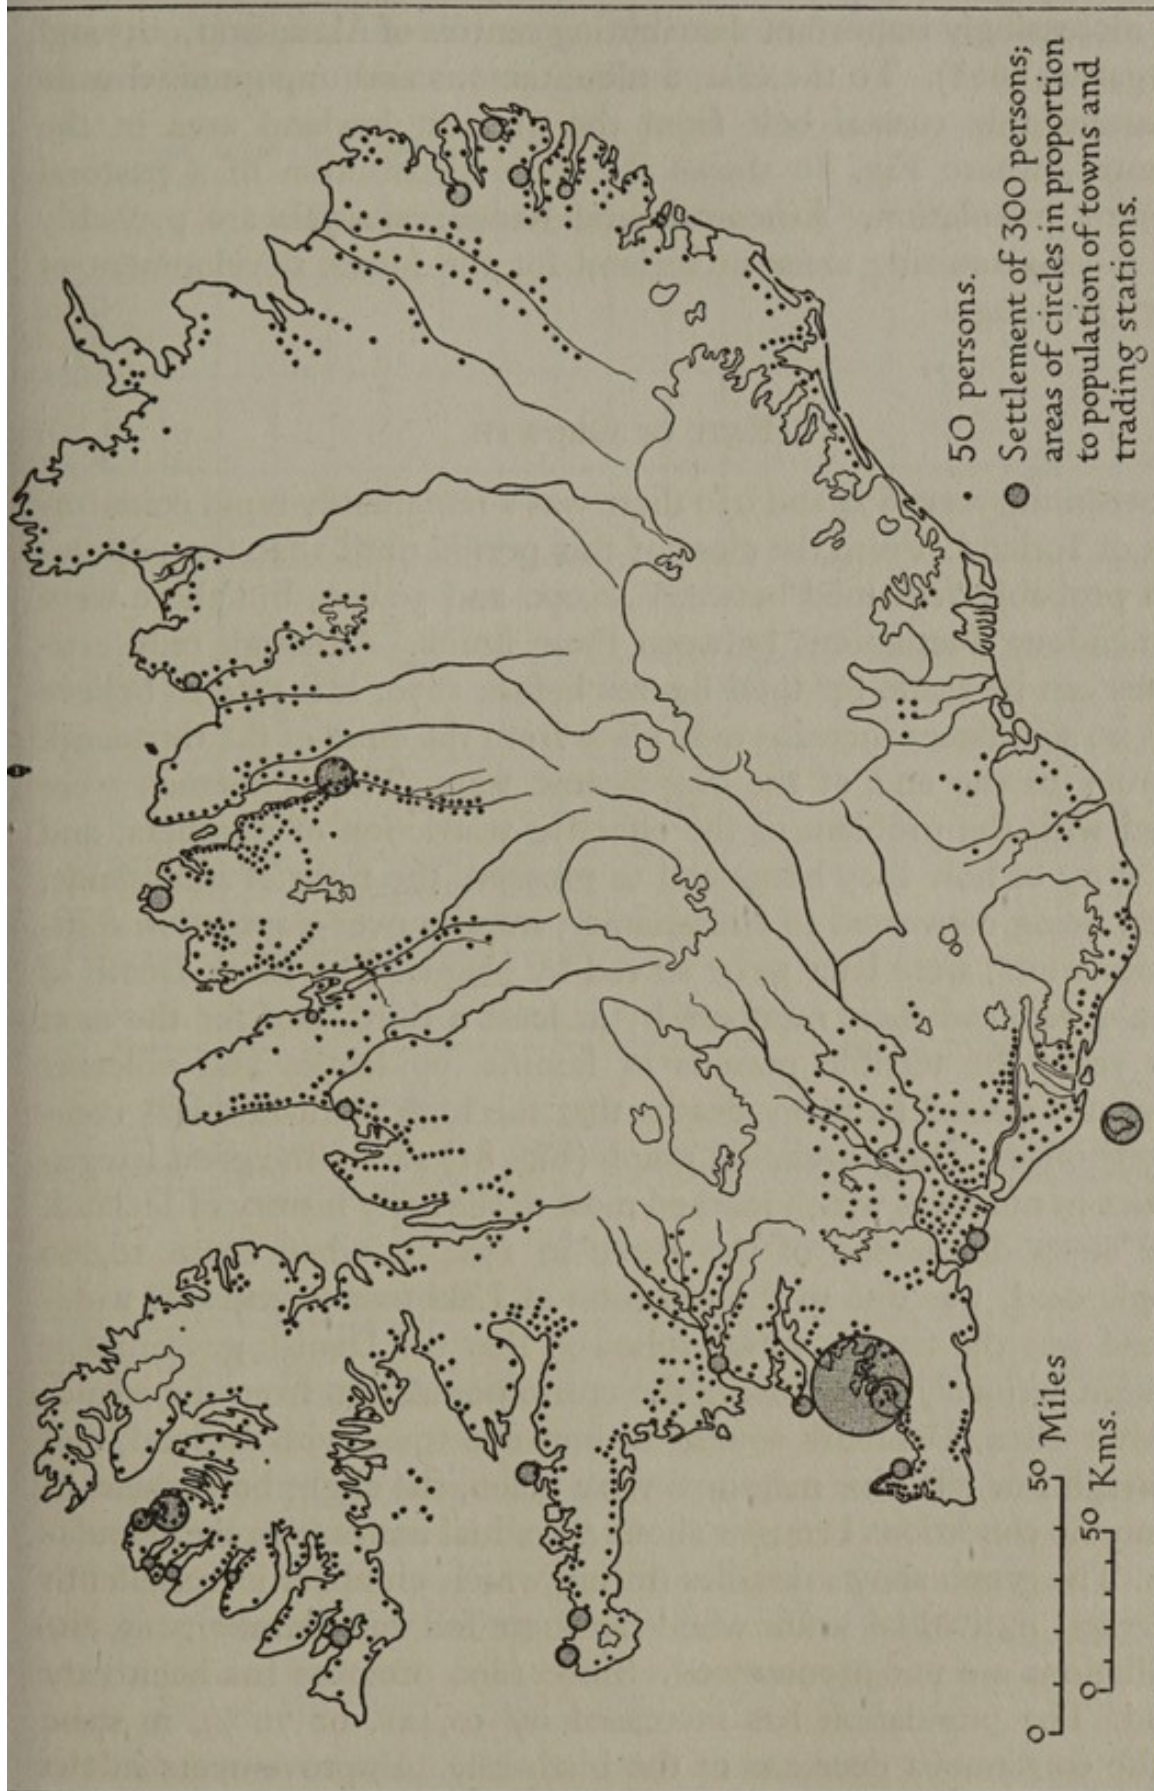 • 50 persons.
Settlement of 300 persons;
areas of circles in proportion
to population of towns and
trading stations.
0 50 Miles
0 50 Kms.